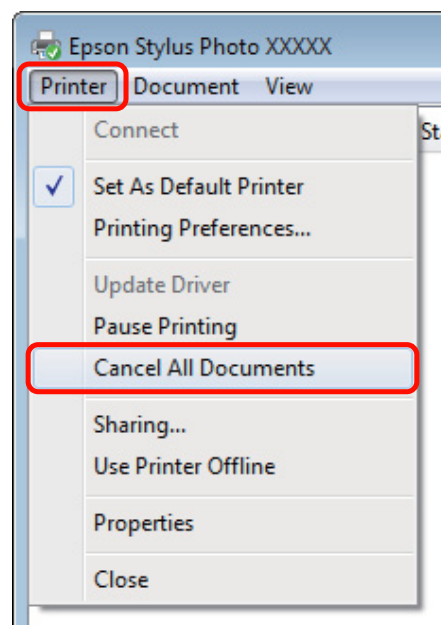 Epson Stylus Photo XXXXX
Printer Document View
Connect
St
Set As Default Printer
Printing Preferences...
Update Driver
Pause Printing
Cancel All Documents
Sharing...
Use Printer Offline
Properties
Close